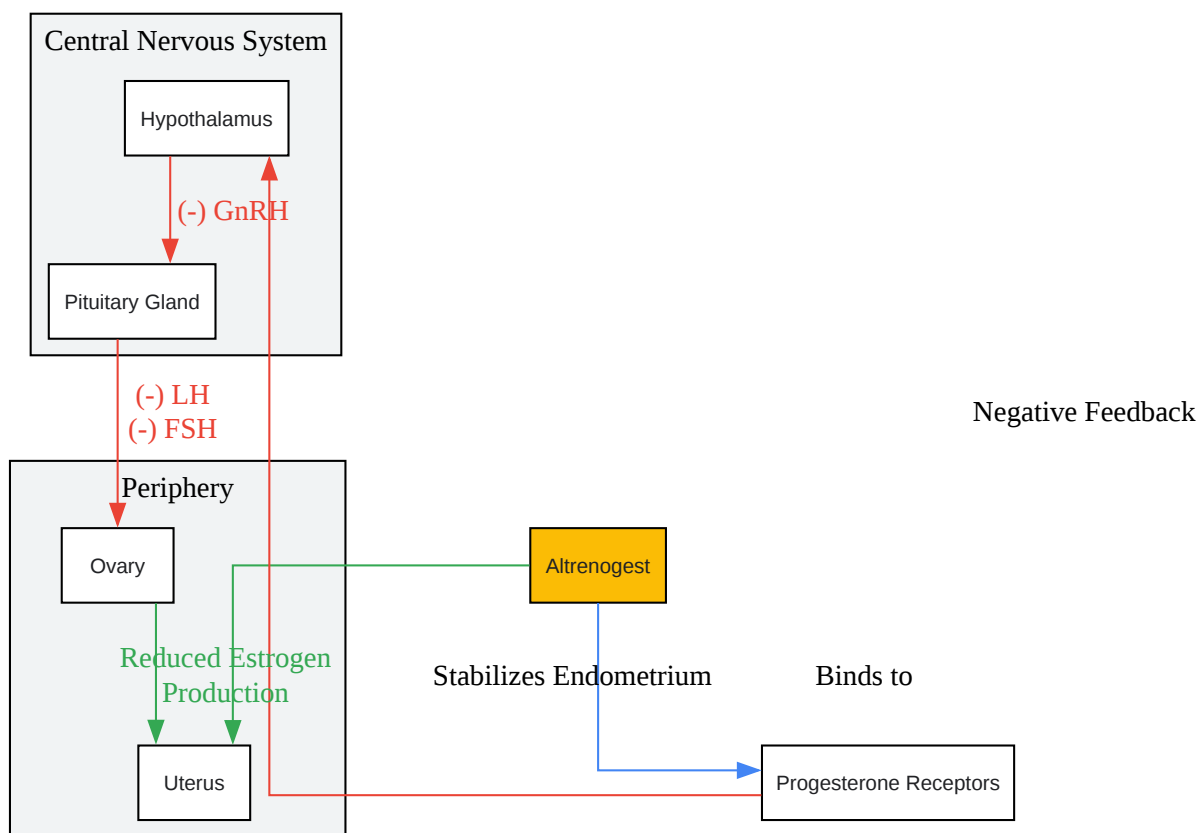 Central Nervous System
Hypothalamus
(-) GnRH
Pituitary Gland
(-) LH
(-) FSH
Negative Feedback
Periphery
Ovary
Altrenogest
Reduced Estrogen
Production
Stabilizes Endometrium
Binds to
Uterus
Progesterone Receptors